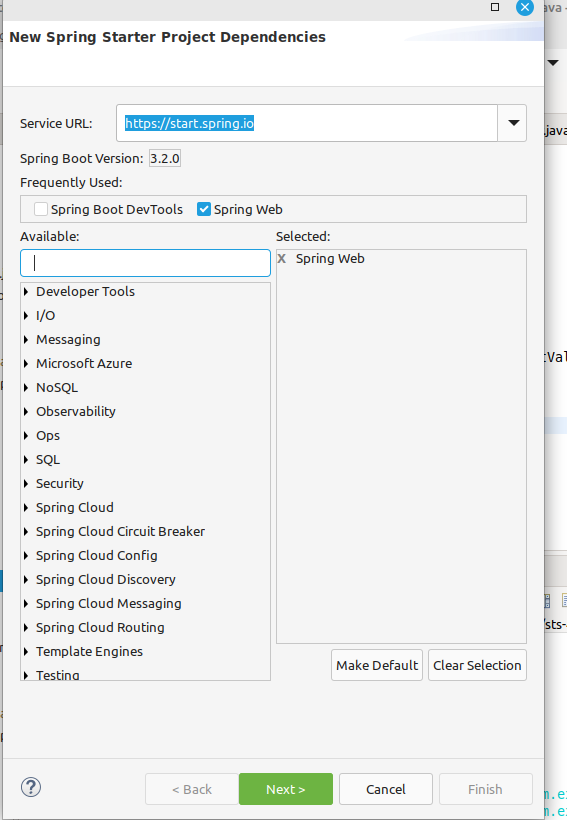 java -
New Spring Starter Project Dependencies
Service URL: https://start.spring.io
.java
Spring Boot Version: 3.2.0
Frequently Used:
Spring Boot DevTools Spring Web
Available: Selected:
X Spring Web
Developer Tools
I/O
Messaging
Microsoft Azure
NoSQL
Observability
Ops
SQL
Security
Spring Cloud
Spring Cloud Circuit Breaker
Spring Cloud Config
Spring Cloud Discovery
Spring Cloud Messaging
Spring Cloud Routing
Template Engines
Testing
Make Default Clear Selection
? < Back Next > Cancel Finish